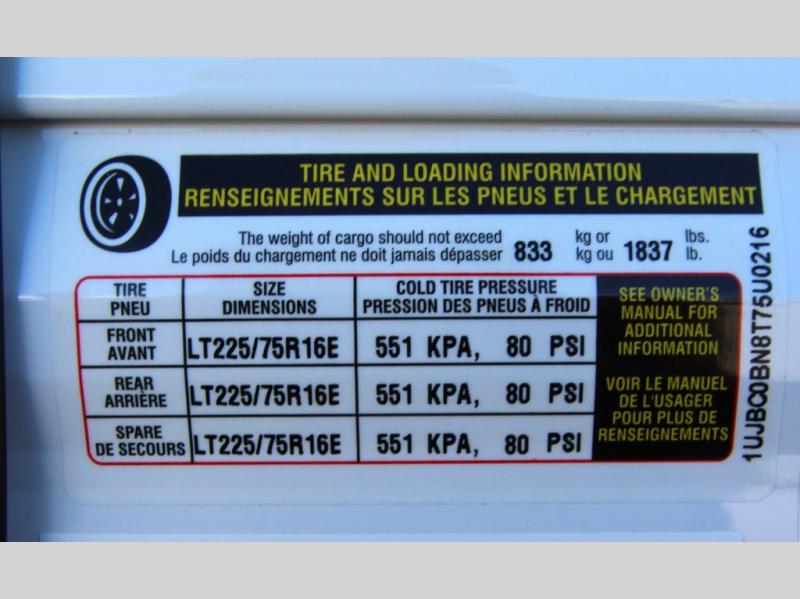 TIRE AND LOADING INFORMATION
RENSEIGNEMENTS SUR LES PNEUS ET LE CHARGEMENT
The weight of cargo should not exceed 833 kg or 1837 lbs.
Le poids du chargement ne doit jamais dépasser kg ou lb.
TIRE SIZE COLD TIRE PRESSURE
PNEU DIMENSIONS PRESSION DES PNEUS À FROID
FRONT
AVANT LT225/75R16E 551 KPA, 80 PSI
REAR
ARRIÈRE LT225/75R16E 551 KPA, 80 PSI
SPARE
DE SECOURS LT225/75R16E 551 KPA, 80 PSI
SEE OWNER'S
MANUAL FOR
ADDITIONAL
INFORMATION
VOIR LE MANUEL
DE L'USAGER
POUR PLUS DE
RENSEIGNEMENTS
1UJBC0BN8T75U0216